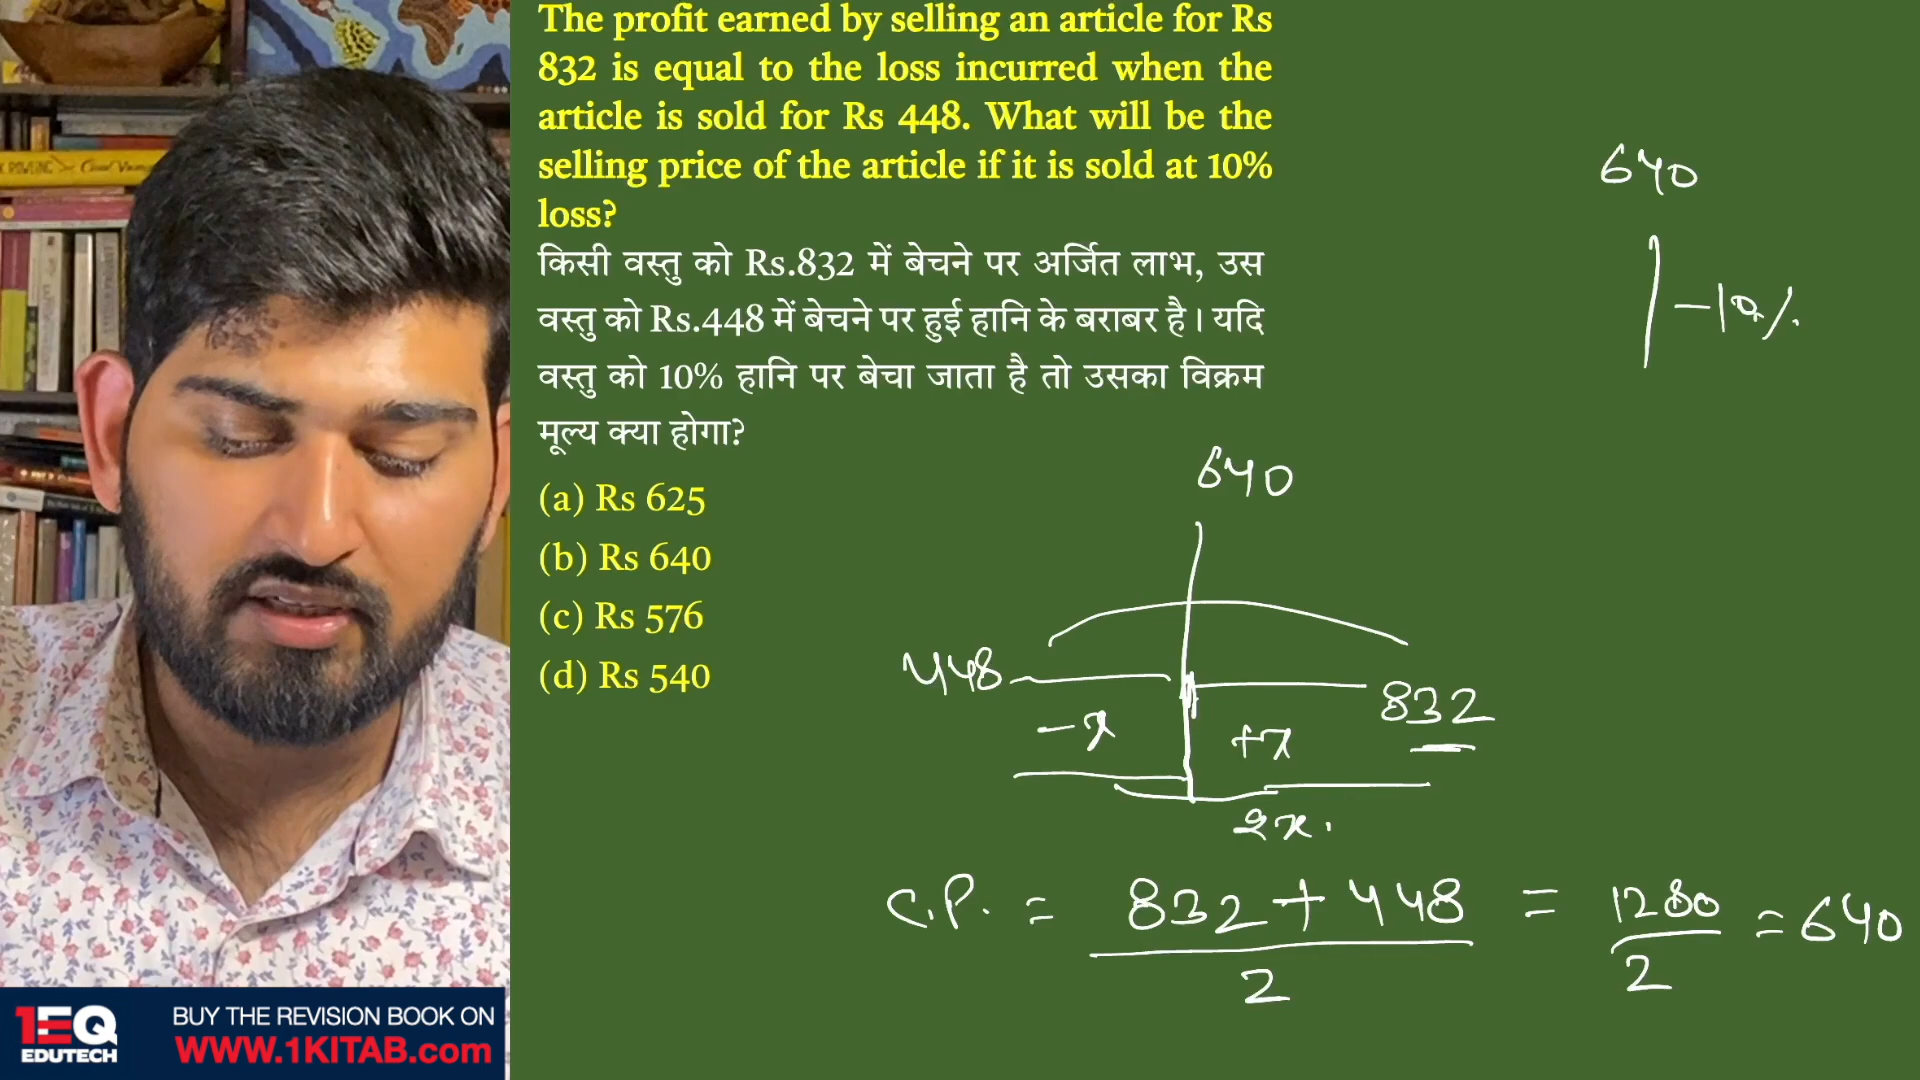 The profit earned by selling an article for Rs
832 is equal to the loss incurred when the
article is sold for Rs 448. What will be the
selling price of the article if it is sold at 10%
loss?
किसी वस्तु को Rs.832 में बेचने पर अर्जित लाभ, उस
वस्तु को Rs.448 में बेचने पर हुई हानि के बराबर है। यदि
वस्तु को 10% हानि पर बेचा जाता है तो उसका विक्रम
मूल्य क्या होगा?
(a) Rs 625
(b) Rs 640
(c) Rs 576
(d) Rs 540
640
-10%
640
448
832
-x
+x
2x.
C.P. = 832 + 448 = 1280 = 640
2 2
1EQ
EDUTECH
BUY THE REVISION BOOK ON
WWW.1KITAB.com